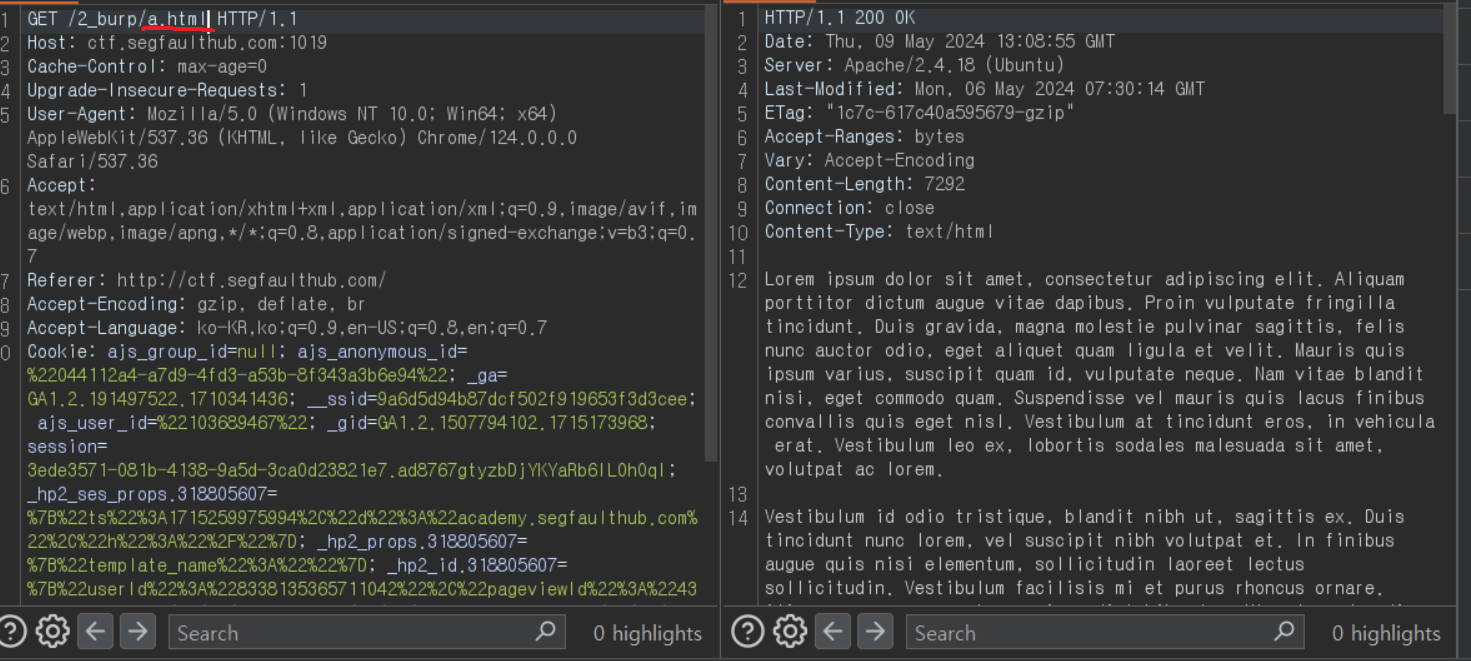 1 GET /2_burp/a.html HTTP/1.1
2 Host: ctf.segfaulthub.com:1019
3 Cache-Control: max-age=0
4 Upgrade-Insecure-Requests: 1
5 User-Agent: Mozilla/5.0 (Windows NT 10.0; Win64; x64)
AppleWebKit/537.36 (KHTML, like Gecko) Chrome/124.0.0.0
Safari/537.36
6 Accept:
text/html,application/xhtml+xml,application/xml;q=0.9,image/avif,im
age/webp,image/apng,*/*;q=0.8,application/signed-exchange;v=b3;q=0.
7
7 Referer: http://ctf.segfaulthub.com/
8 Accept-Encoding: gzip, deflate, br
9 Accept-Language: ko-KR,ko;q=0.9,en-US;q=0.8,en;q=0.7
0 Cookie: ajs_group_id=null; ajs_anonymous_id=
%22044112a4-a7d9-4fd3-a53b-8f343a3b6e94%22; _ga=
GA1.2.191497522.1710341436; __ssid=9a6d5d94b87dcf502f919653f3d3cee;
ajs_user_id=%22103689467%22; _gid=GA1.2.1507794102.1715173968;
session=
3ede3571-081b-4138-9a5d-3ca0d23821e7.ad8767gtyzbDjYKYaRb6lL0h0qI;
_hp2_ses_props.318805607=
%7B%22ts%22%3A1715259975994%2C%22d%22%3A%22academy.segfaulthub.com%
22%2C%22h%22%3A%22%2F%22%7D; _hp2_props.318805607=
%7B%22template_name%22%3A%22%22%7D; _hp2_id.318805607=
%7B%22userId%22%3A%228338135365711042%22%2C%22pageviewId%22%3A%2243
Search
0 highlights
1 HTTP/1.1 200 OK
2 Date: Thu, 09 May 2024 13:08:55 GMT
3 Server: Apache/2.4.18 (Ubuntu)
4 Last-Modified: Mon, 06 May 2024 07:30:14 GMT
5 ETag: "1c7c-617c40a595679-gzip"
6 Accept-Ranges: bytes
7 Vary: Accept-Encoding
8 Content-Length: 7292
9 Connection: close
10 Content-Type: text/html
11
12 Lorem ipsum dolor sit amet, consectetur adipiscing elit. Aliquam
porttitor dictum augue vitae dapibus. Proin vulputate fringilla
tincidunt. Duis gravida, magna molestie pulvinar sagittis, felis
nunc auctor odio, eget aliquet quam ligula et velit. Mauris quis
ipsum varius, suscipit quam id, vulputate neque. Nam vitae blandit
nisi, eget commodo quam. Suspendisse vel mauris quis lacus finibus
convallis quis eget nisl. Vestibulum at tincidunt eros, in vehicula
erat. Vestibulum leo ex, lobortis sodales malesuada sit amet,
volutpat ac lorem.
13
14 Vestibulum id odio tristique, blandit nibh ut, sagittis ex. Duis
tincidunt nunc lorem, vel suscipit nibh volutpat et. In finibus
augue quis nisi elementum, sollicitudin laoreet lectus
sollicitudin. Vestibulum facilisis mi et purus rhoncus ornare.
Search
0 highlights